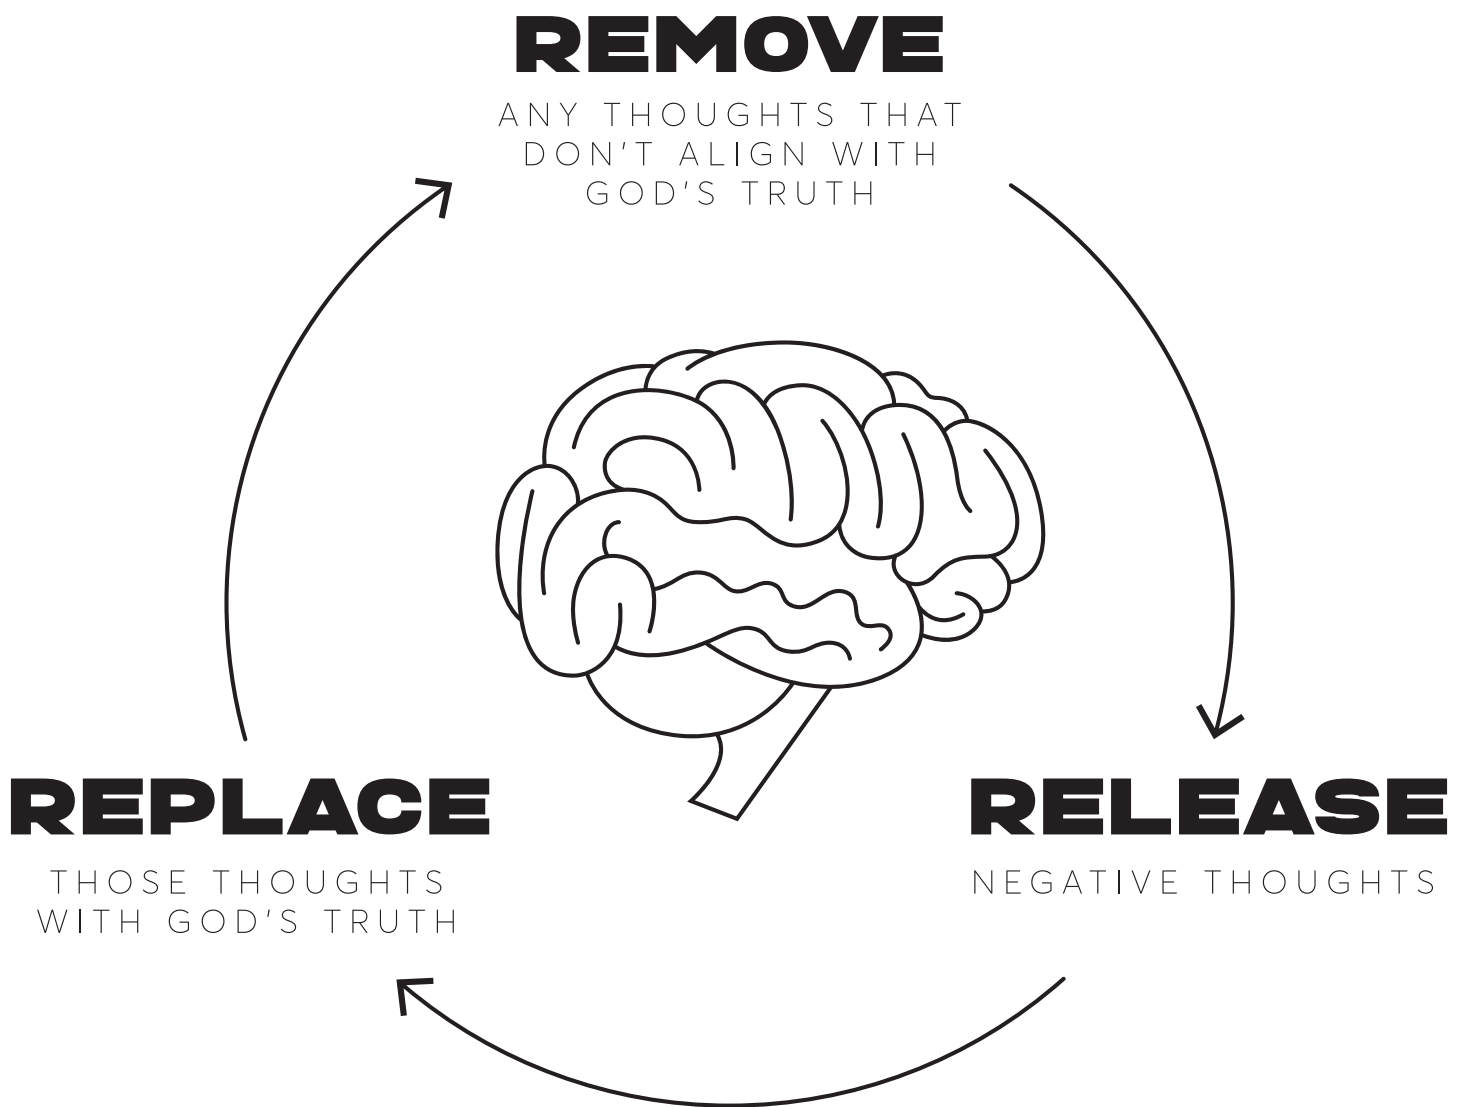 REMOVE
ANY THOUGHTS THAT
DON'T ALIGN WITH
GOD'S TRUTH
REPLACE
THOSE THOUGHTS
WITH GOD'S TRUTH
RELEASE
NEGATIVE THOUGHTS